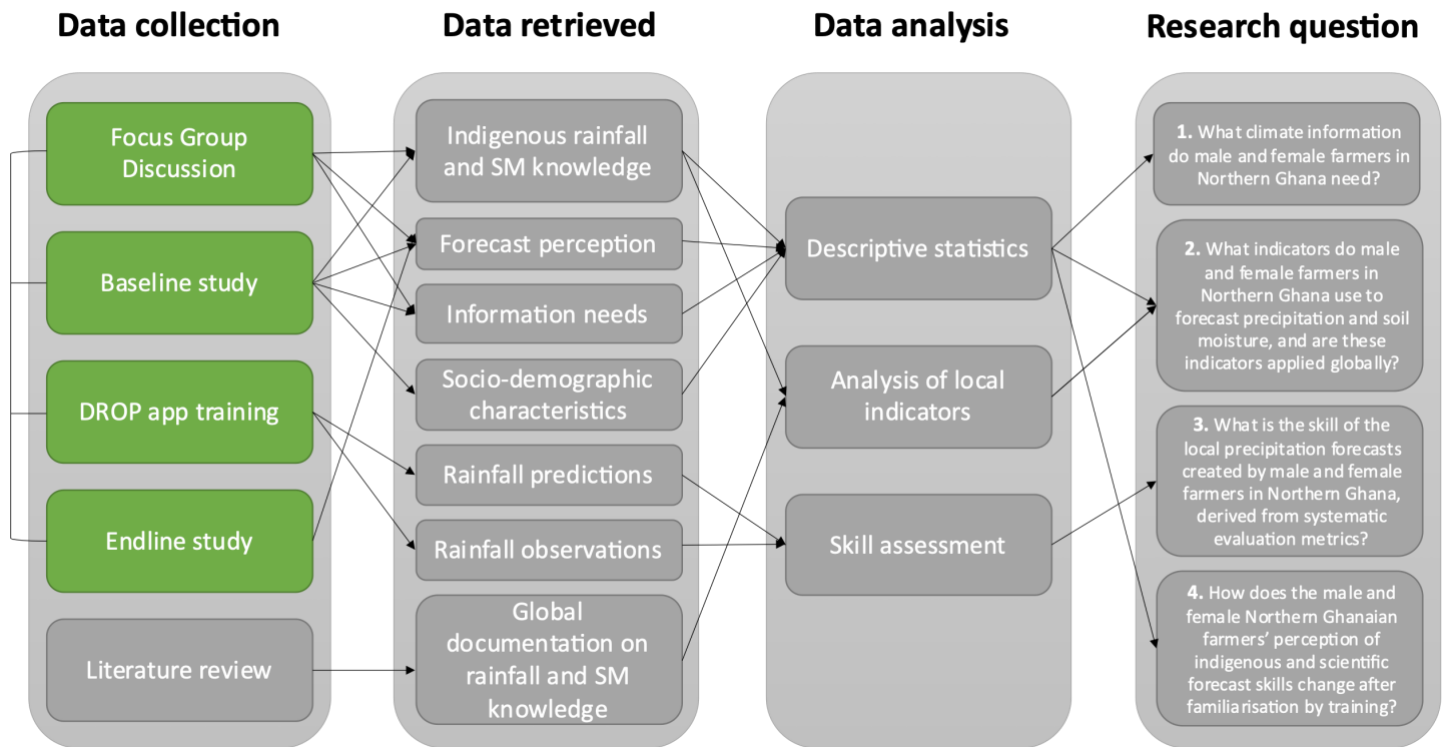 Data collection
Data retrieved
Data analysis
Research question
Focus Group
Discussion
Baseline study
DROP app training
Endline study
Literature review
Indigenous rainfall
and SM knowledge
Forecast perception
Information needs
Socio-demographic
characteristics
Rainfall predictions
Rainfall observations
Global
documentation on
rainfall and SM
knowledge
Descriptive statistics
Analysis of local
indicators
Skill assessment
1. What climate information
do male and female farmers in
Northern Ghana need?
2. What indicators do male
and female farmers in
Northern Ghana use to
forecast precipitation and soil
moisture, and are these
indicators applied globally?
3. What is the skill of the
local precipitation forecasts
created by male and female
farmers in Northern Ghana,
derived from systematic
evaluation metrics?
4. How does the male and
female Northern Ghanaian
farmers’ perception of
indigenous and scientific
forecast skills change after
familiarisation by training?